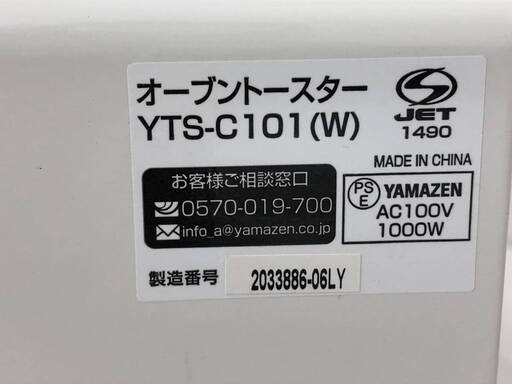 オーブントースター
YTS-C101(W)
S JET
1490
MADE IN CHINA
お客様ご相談窓口
0570-019-700
info_a@yamazen.co.jp
PS E YAMAZEN
AC100V
1000W
製造番号 2033886-06LY